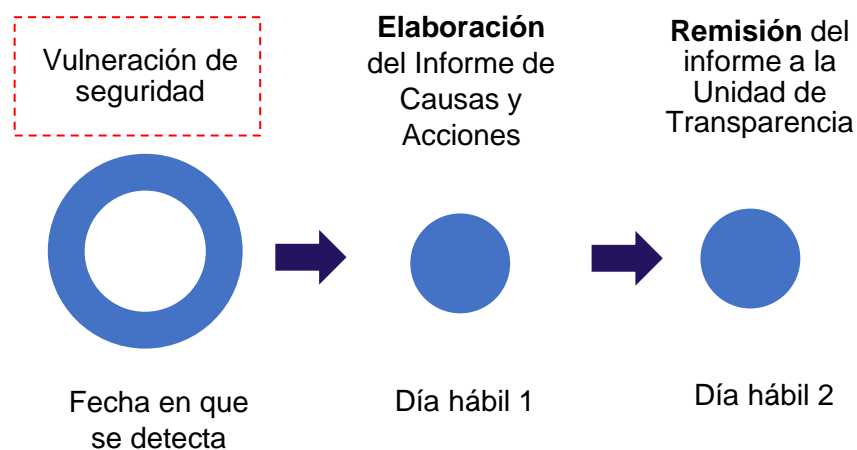 Vulneración de
seguridad
Elaboración
del Informe de
Causas y
Acciones
Remisión del
informe a la
Unidad de
Transparencia
Fecha en que
se detecta
Día hábil 1
Día hábil 2